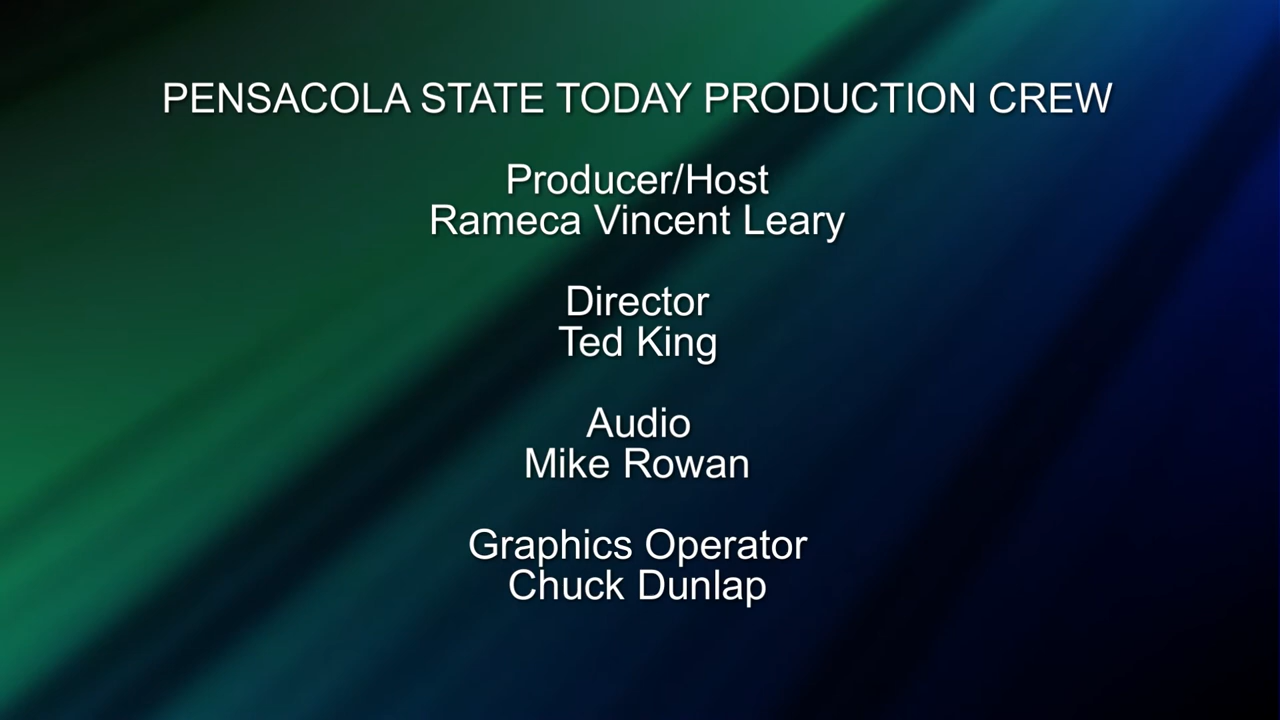 PENSACOLA STATE TODAY PRODUCTION CREW
Producer/Host
Rameca Vincent Leary
Director
Ted King
Audio
Mike Rowan
Graphics Operator
Chuck Dunlap